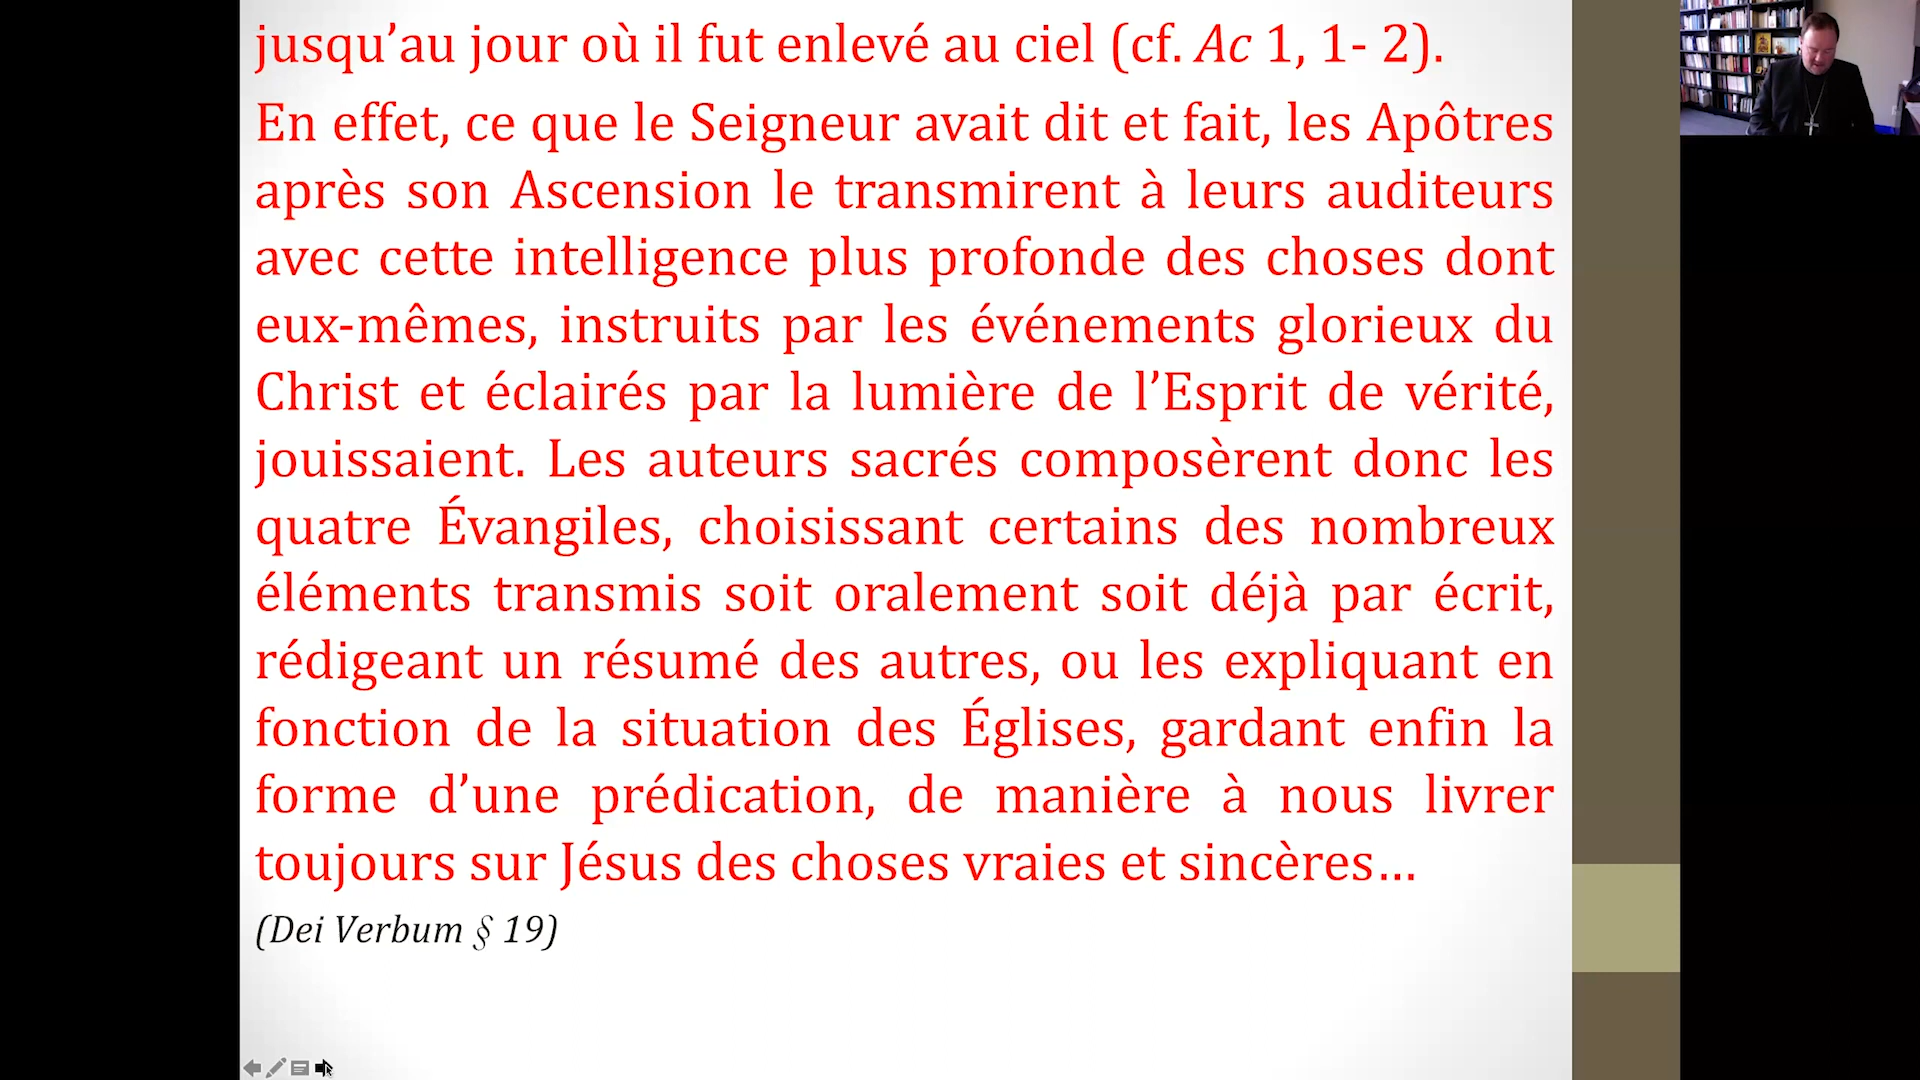 jusqu’au jour où il fut enlevé au ciel (cf. Ac 1, 1- 2).
En effet, ce que le Seigneur avait dit et fait, les Apôtres
après son Ascension le transmirent à leurs auditeurs
avec cette intelligence plus profonde des choses dont
eux-mêmes, instruits par les événements glorieux du
Christ et éclairés par la lumière de l’Esprit de vérité,
jouissaient. Les auteurs sacrés composèrent donc les
quatre Évangiles, choisissant certains des nombreux
éléments transmis soit oralement soit déjà par écrit,
rédigeant un résumé des autres, ou les expliquant en
fonction de la situation des Églises, gardant enfin la
forme d’une prédication, de manière à nous livrer
toujours sur Jésus des choses vraies et sincères…
(Dei Verbum § 19)